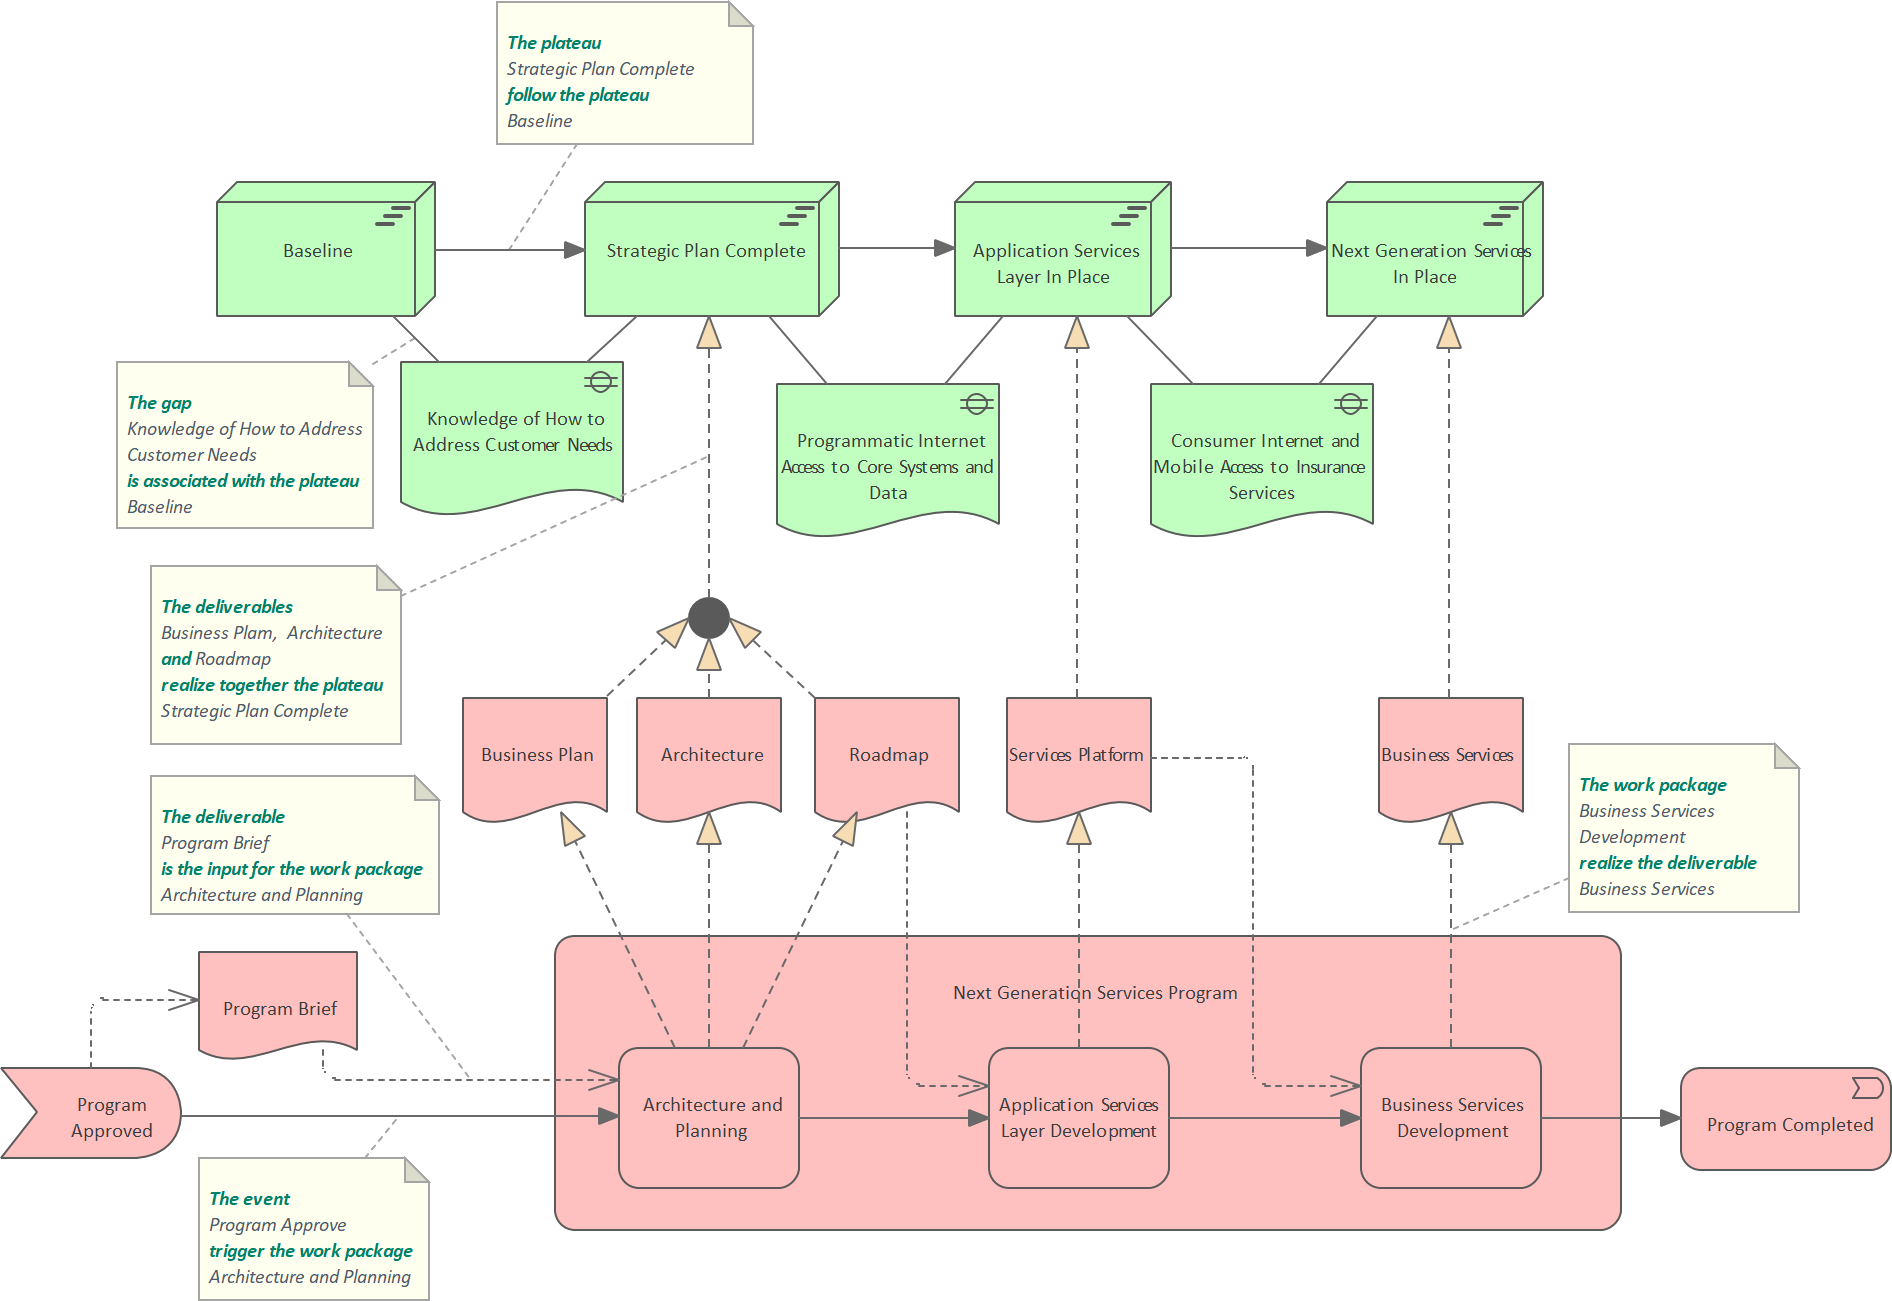 The plateau
Strategic Plan Complete
follow the plateau
Baseline
Baseline
Strategic Plan Complete
Application Services
Layer In Place
Next Generation Services
In Place
The gap
Knowledge of How to Address
Customer Needs
is associated with the plateau
Baseline
Knowledge of How to
Address Customer Needs
Programmatic Internet
Access to Core Systems and
Data
Consumer Internet and
Mobile Access to Insurance
Services
The deliverables
Business Plam, Architecture
and Roadmap
realize together the plateau
Strategic Plan Complete
Business Plan
Architecture
Roadmap
Services Platform
Business Services
The deliverable
Program Brief
is the input for the work package
Architecture and Planning
The work package
Business Services
Development
realize the deliverable
Business Services
Program Brief
Next Generation Services Program
Program
Approved
Architecture and
Planning
Application Services
Layer Development
Business Services
Development
Program Completed
The event
Program Approve
trigger the work package
Architecture and Planning